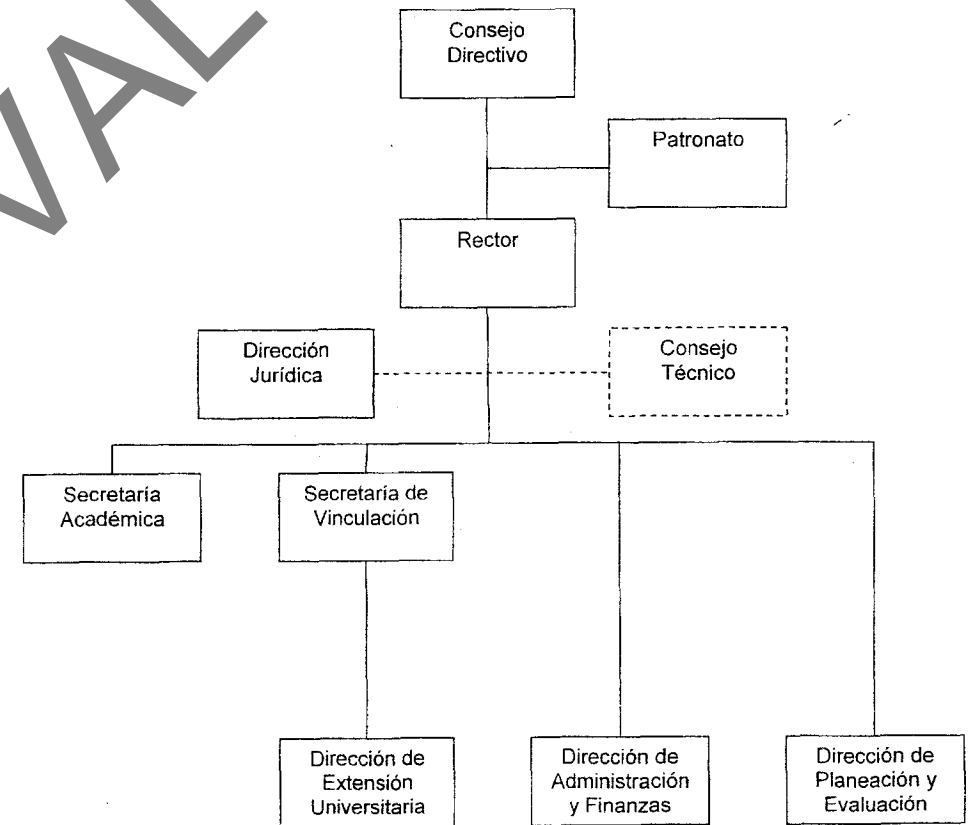 Consejo
Directivo
Patronato
Rector
Dirección
Jurídica
Consejo
Técnico
Secretaría
Académica
Secretaría de
Vinculación
Dirección de
Extensión
Universitaria
Dirección de
Administración
y Finanzas
Dirección de
Planeación y
Evaluación
VAL